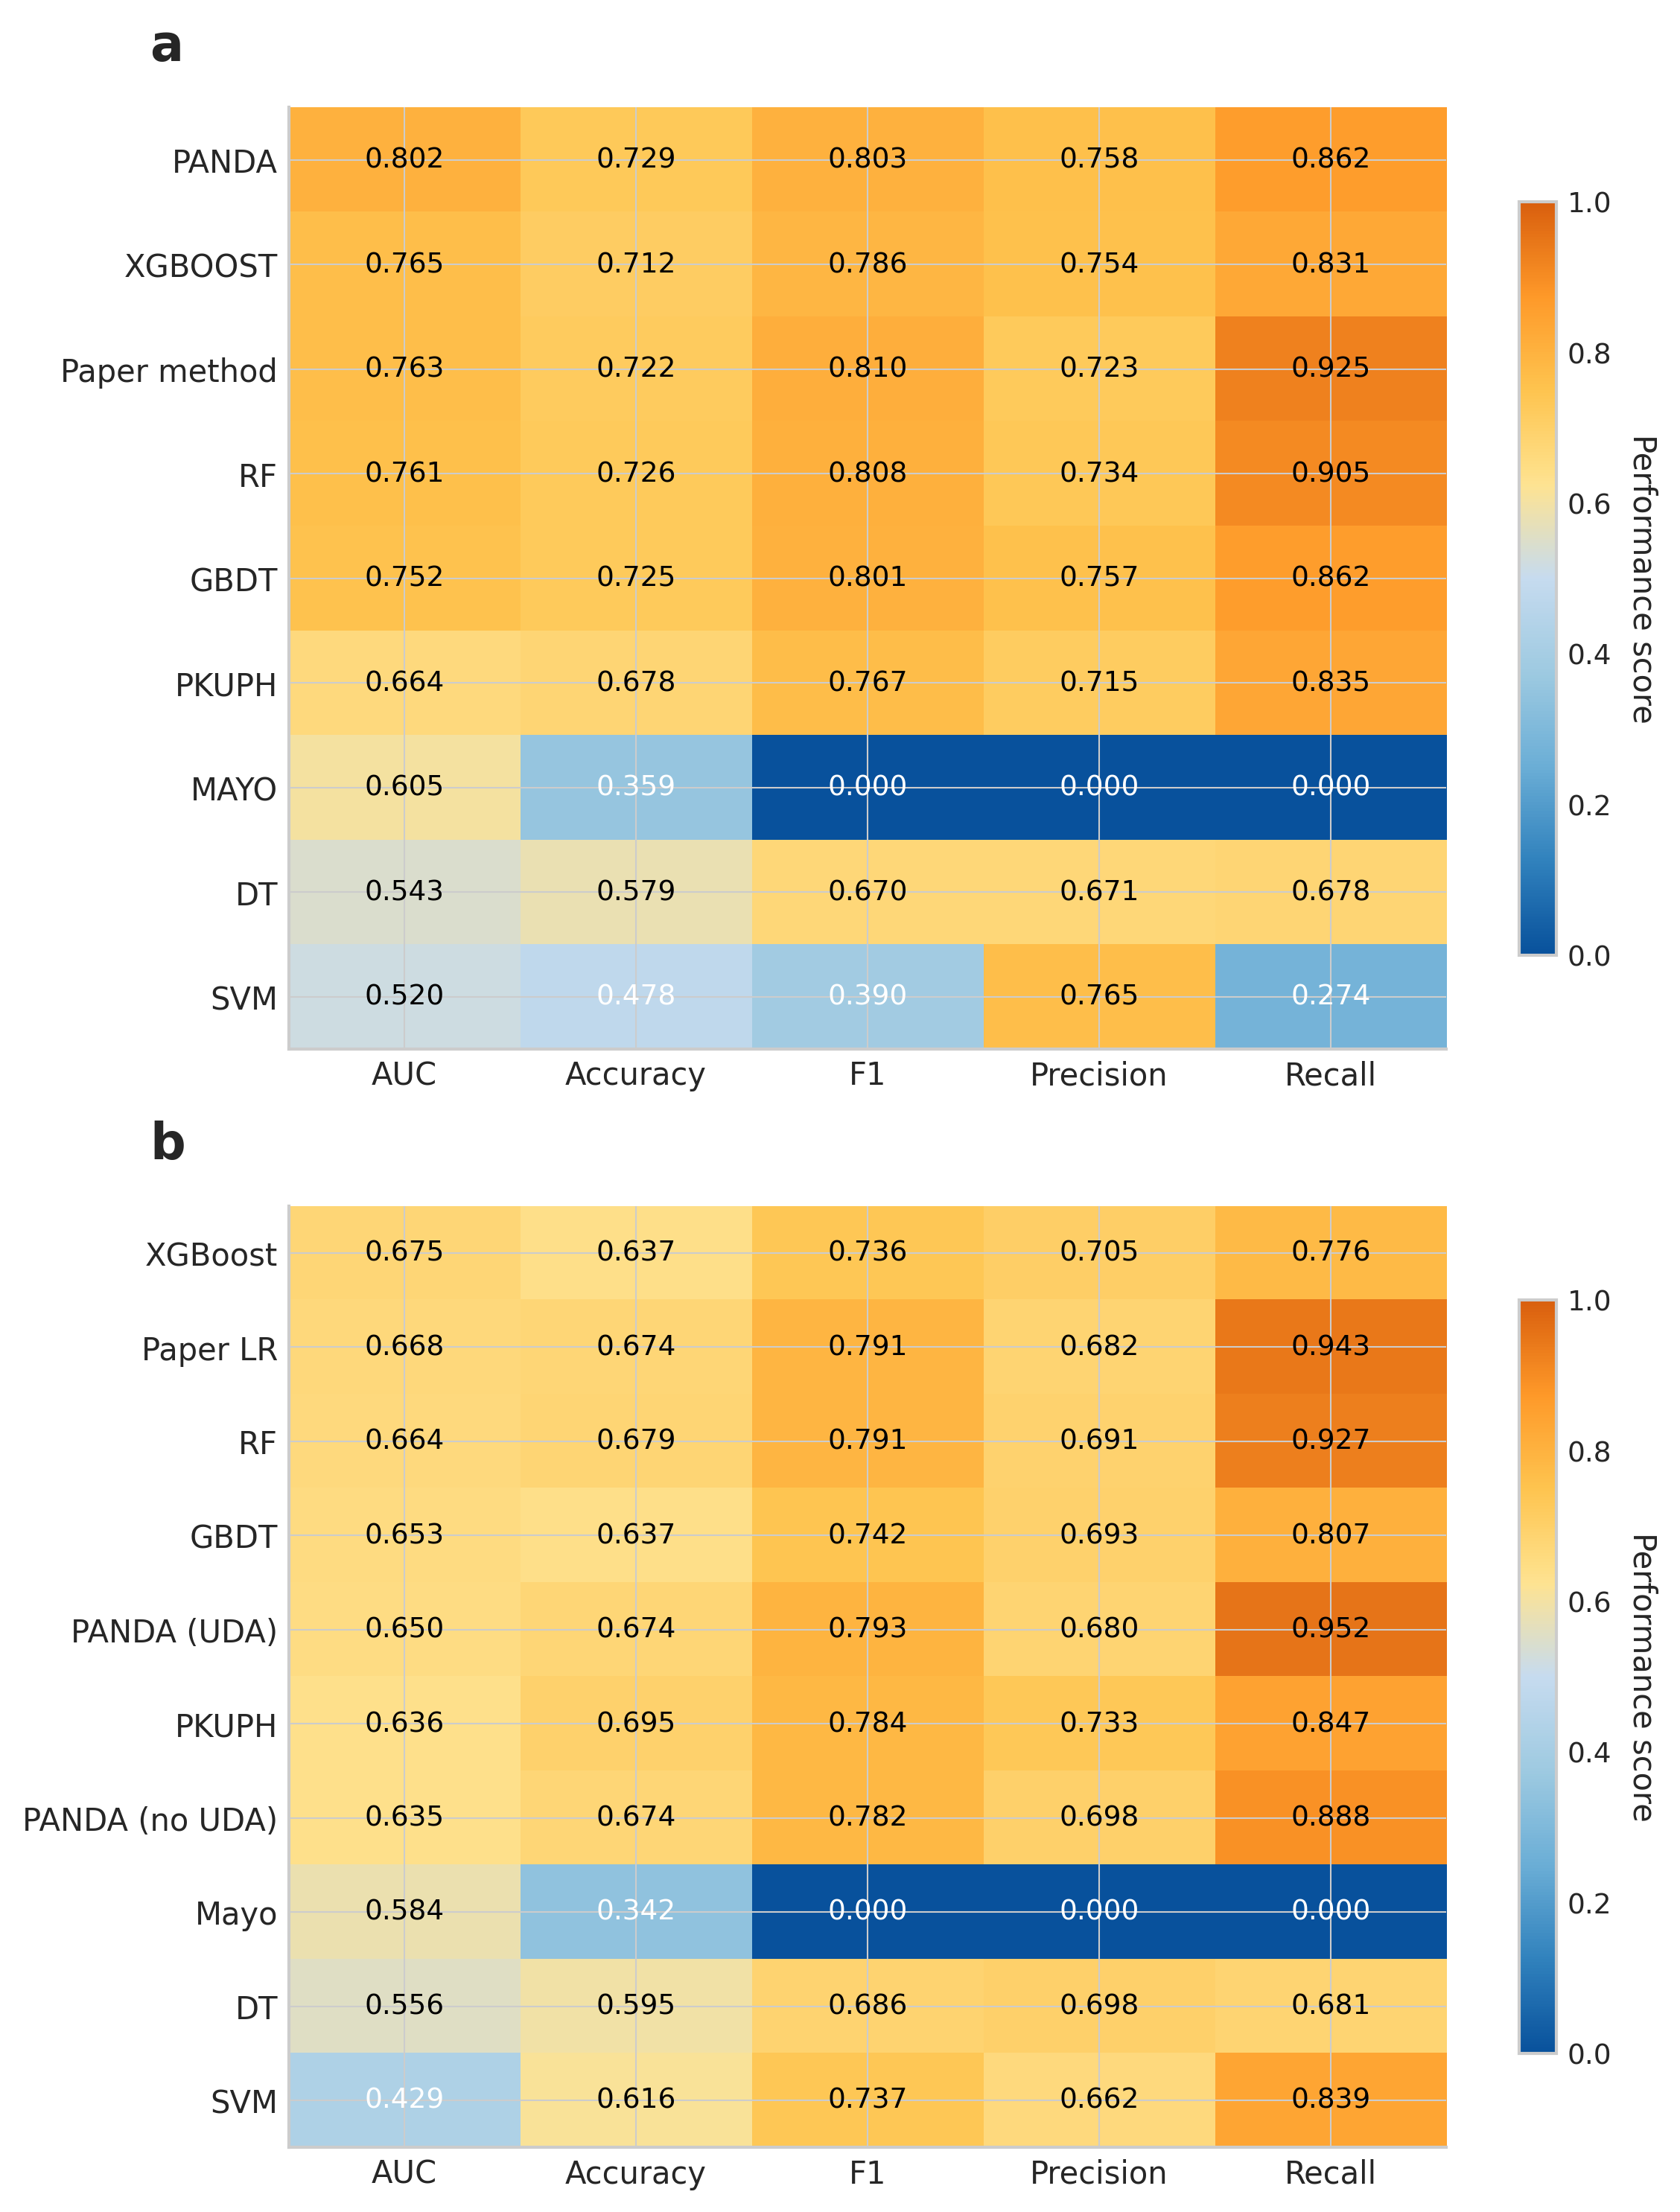 a
PANDA 0.802 0.729 0.803 0.758 0.862
XGBOOST 0.765 0.712 0.786 0.754 0.831
Paper method 0.763 0.722 0.810 0.723 0.925
RF 0.761 0.726 0.808 0.734 0.905
GBDT 0.752 0.725 0.801 0.757 0.862
PKUPH 0.664 0.678 0.767 0.715 0.835
MAYO 0.605 0.359 0.000 0.000 0.000
DT 0.543 0.579 0.670 0.671 0.678
SVM 0.520 0.478 0.390 0.765 0.274
AUC Accuracy F1 Precision Recall
1.0
0.8
0.6
0.4
0.2
0.0
Performance score
b
XGBoost 0.675 0.637 0.736 0.705 0.776
Paper LR 0.668 0.674 0.791 0.682 0.943
RF 0.664 0.679 0.791 0.691 0.927
GBDT 0.653 0.637 0.742 0.693 0.807
PANDA (UDA) 0.650 0.674 0.793 0.680 0.952
PKUPH 0.636 0.695 0.784 0.733 0.847
PANDA (no UDA) 0.635 0.674 0.782 0.698 0.888
Mayo 0.584 0.342 0.000 0.000 0.000
DT 0.556 0.595 0.686 0.698 0.681
SVM 0.429 0.616 0.737 0.662 0.839
AUC Accuracy F1 Precision Recall
1.0
0.8
0.6
0.4
0.2
0.0
Performance score